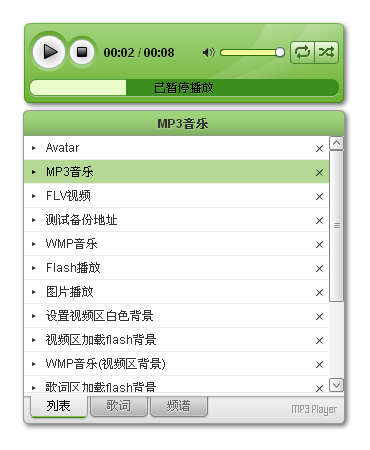 00:02 / 00:08
已暂停播放
MP3音乐
Avatar
MP3音乐
FLV视频
测试备份地址
WMP音乐
Flash播放
图片播放
设置视频区白色背景
视频区加载flash背景
WMP音乐(视频区背景)
歌词区加载flash背景
列表 歌词 频谱 MP3 Player